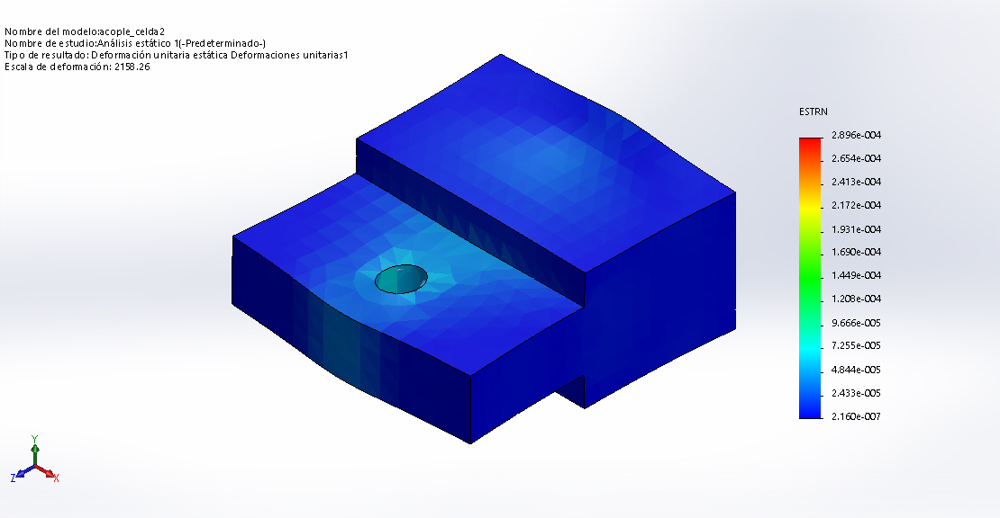 Nombre del modelo:acople_celda2
Nombre de estudio:Análisis estático 1(-Predeterminado-)
Tipo de resultado: Deformación unitaria estática Deformaciones unitarias1
Escala de deformación: 2158.26
ESTRN
2.896e-004
2.654e-004
2.413e-004
2.172e-004
1.931e-004
1.690e-004
1.449e-004
1.208e-004
9.666e-005
7.255e-005
4.844e-005
2.433e-005
2.160e-007
Y
Z
X